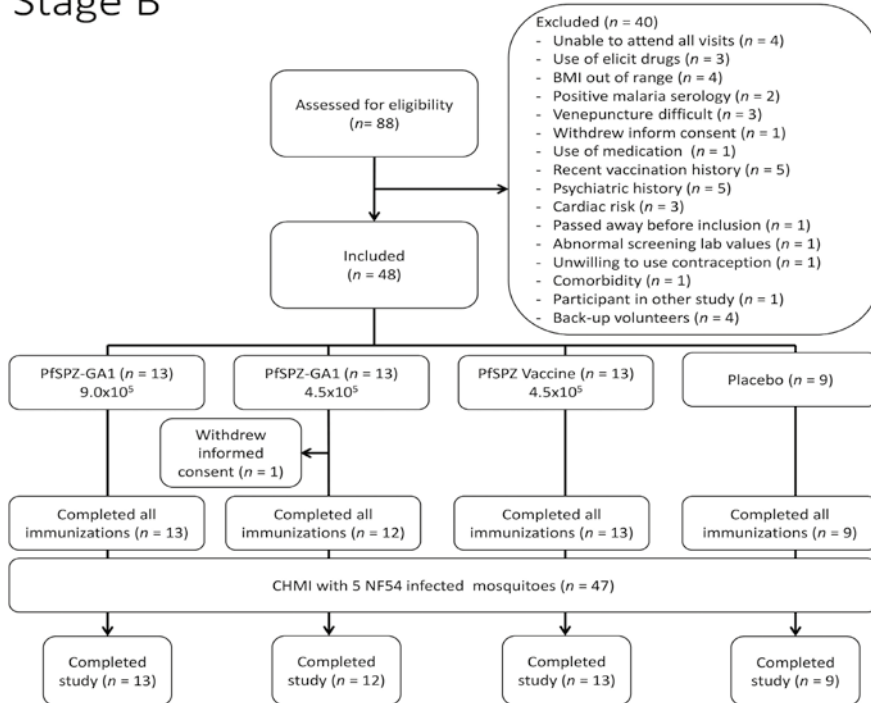 Stage B
Assessed for eligibility
(n= 88)
Excluded (n = 40)
- Unable to attend all visits (n = 4)
- Use of elicit drugs (n = 3)
- BMI out of range (n = 4)
- Positive malaria serology (n = 2)
- Venepuncture difficult (n = 3)
- Withdrew inform consent (n = 1)
- Use of medication (n = 1)
- Recent vaccination history (n = 5)
- Psychiatric history (n = 5)
- Cardiac risk (n = 3)
- Passed away before inclusion (n = 1)
- Abnormal screening lab values (n = 1)
- Unwilling to use contraception (n = 1)
- Comorbidity (n = 1)
- Participant in other study (n = 1)
- Back-up volunteers (n = 4)
Included
(n = 48)
PfSPZ-GA1 (n = 13)
9.0x10⁵
PfSPZ-GA1 (n = 13)
4.5x10⁵
PfSPZ Vaccine (n = 13)
4.5x10⁵
Placebo (n = 9)
Withdrew
informed
consent (n = 1)
Completed all
immunizations (n = 13)
Completed all
immunizations (n = 12)
Completed all
immunizations (n = 13)
Completed all
immunizations (n = 9)
CHMI with 5 NF54 infected mosquitoes (n = 47)
Completed
study (n = 13)
Completed
study (n = 12)
Completed
study (n = 13)
Completed
study (n = 9)